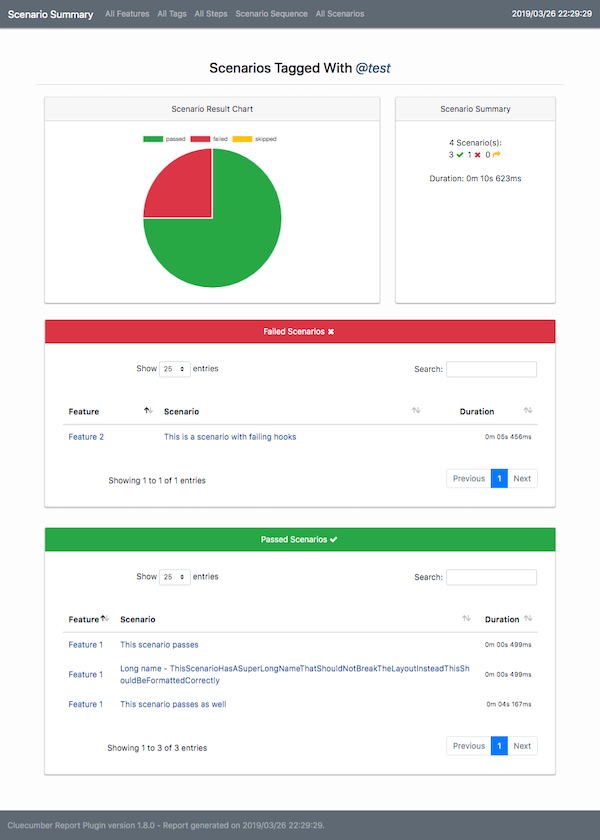 Scenario Summary All Features All Tags All Steps Scenario Sequence All Scenarios 2019/03/26 22:29:29
Scenarios Tagged With @test
Scenario Result Chart
passed failed skipped
Scenario Summary
4 Scenario(s):
3 1 0
Duration: 0m 10s 623ms
Failed Scenarios
Show 25 entries Search:
Feature Scenario Duration
Feature 2 This is a scenario with failing hooks 0m 05s 456ms
Showing 1 to 1 of 1 entries Previous 1 Next
Passed Scenarios
Show 25 entries Search:
Feature Scenario Duration
Feature 1 This scenario passes 0m 00s 499ms
Feature 1 Long name - ThisScenarioHasASuperLongNameThatShouldNotBreakTheLayoutInsteadThisSh
ouldBeFormattedCorrectly 0m 00s 499ms
Feature 1 This scenario passes as well 0m 04s 167ms
Showing 1 to 3 of 3 entries Previous 1 Next
Cluecumber Report Plugin version 1.8.0 - Report generated on 2019/03/26 22:29:29.